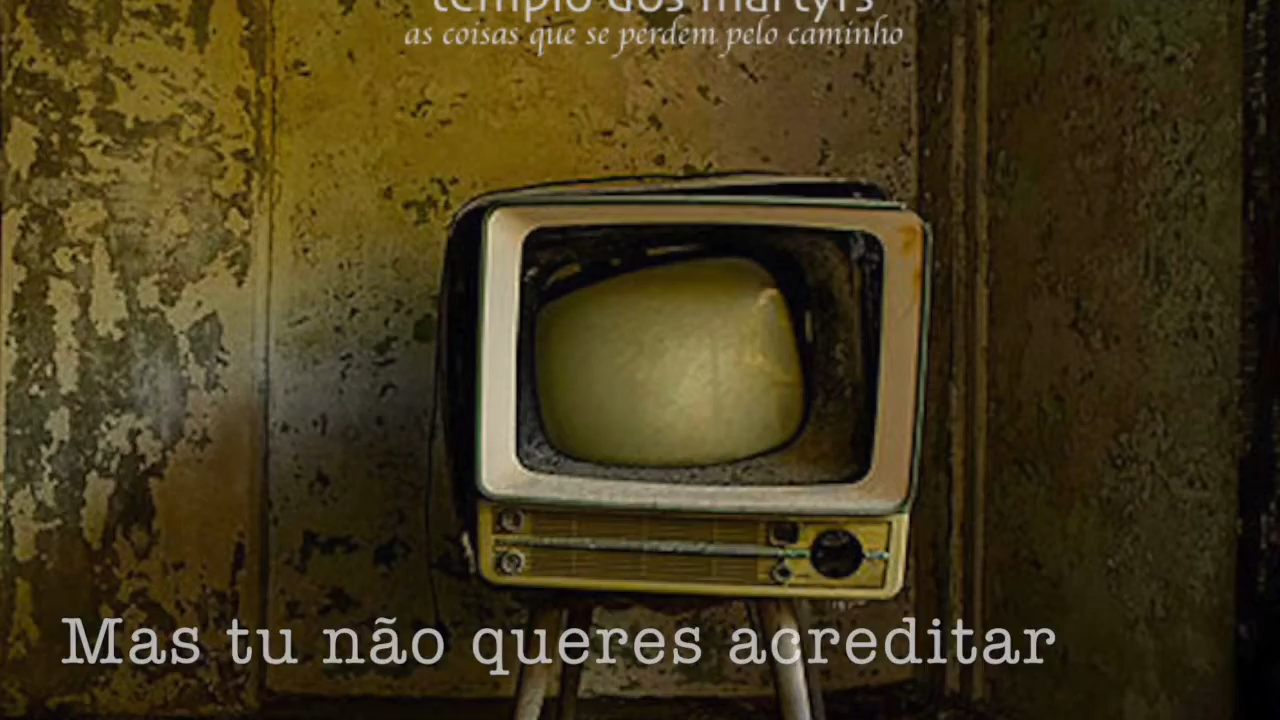 templo dos martyrs
as coisas que se perdem pelo caminho
Mas tu não queres acreditar